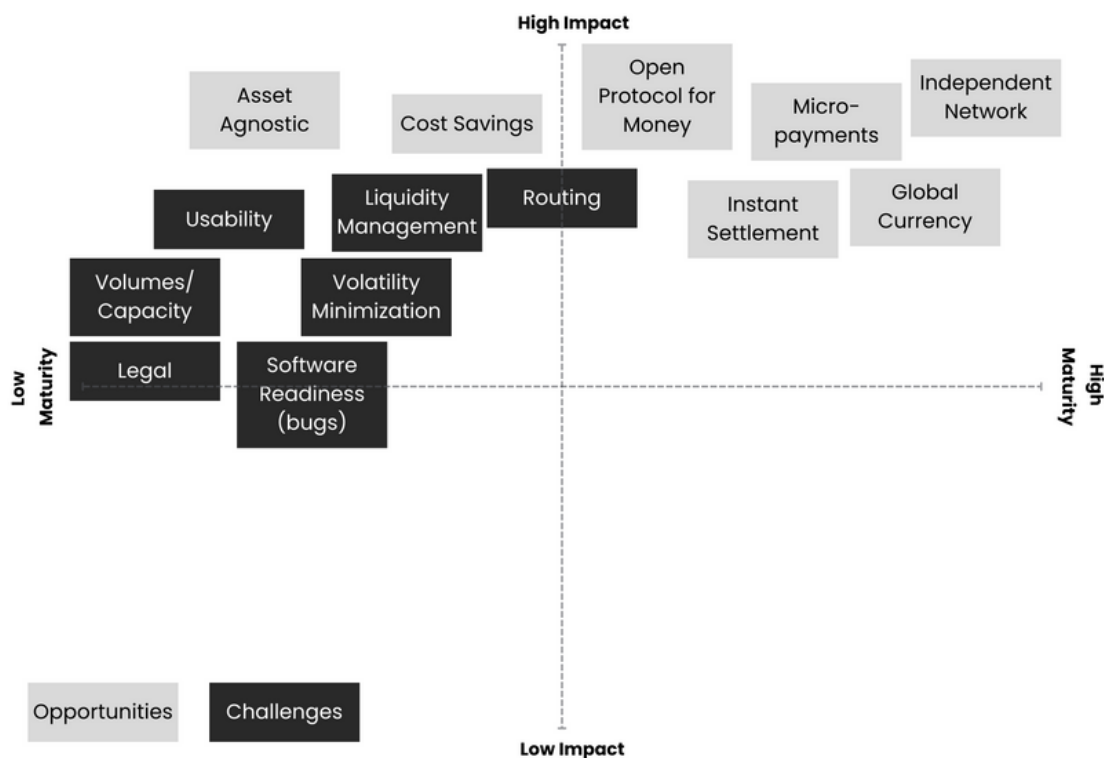 High Impact
Open
Protocol for
Money
Independent
Network
Asset
Agnostic
Micro-
payments
Cost Savings
Liquidity
Management
Routing
Usability
Instant
Settlement
Global
Currency
Volumes/
Capacity
Volatility
Minimization
Low
Maturity
Legal
Software
Readiness
(bugs)
High
Maturity
Opportunities
Challenges
Low Impact